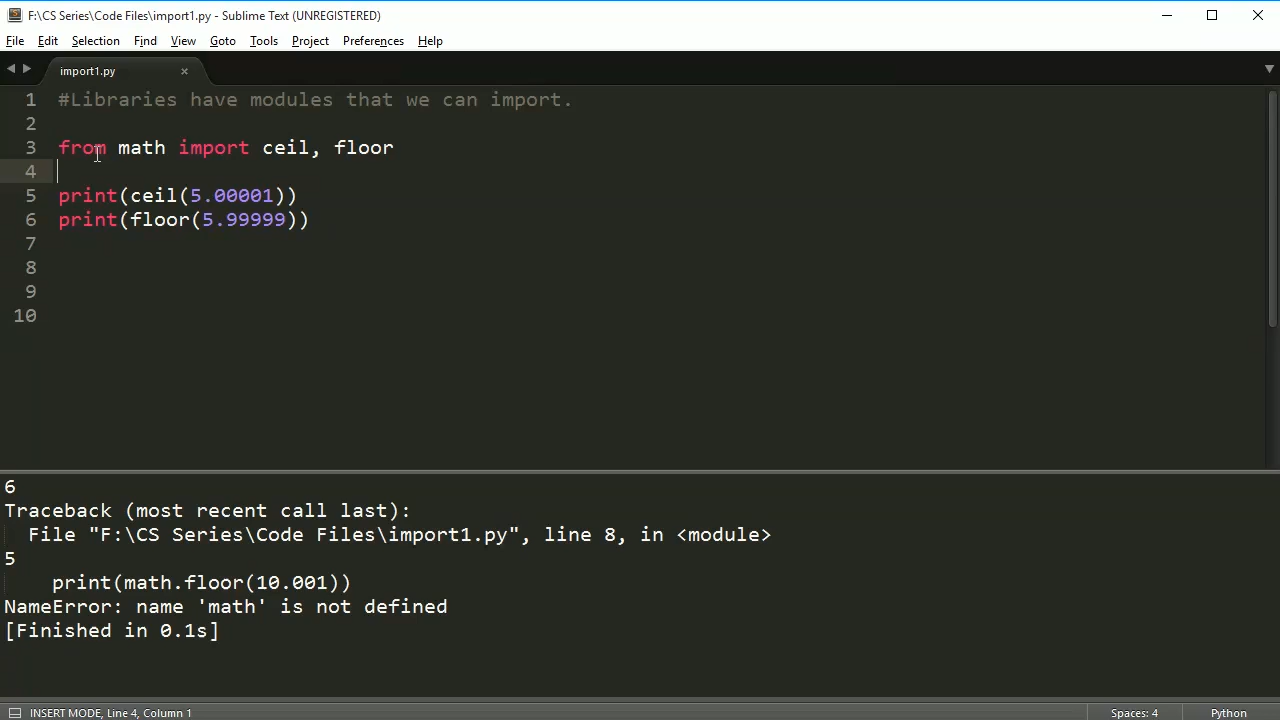 F:\CS Series\Code Files\import1.py - Sublime Text (UNREGISTERED)
File Edit Selection Find View Goto Tools Project Preferences Help
import1.py ×
1 #Libraries have modules that we can import.
2
3 from math import ceil, floor
4
5 print(ceil(5.00001))
6 print(floor(5.99999))
7
8
9
10
6
Traceback (most recent call last):
  File "F:\CS Series\Code Files\import1.py", line 8, in <module>
5
    print(math.floor(10.001))
NameError: name 'math' is not defined
[Finished in 0.1s]
INSERT MODE, Line 4, Column 1 Spaces: 4 Python